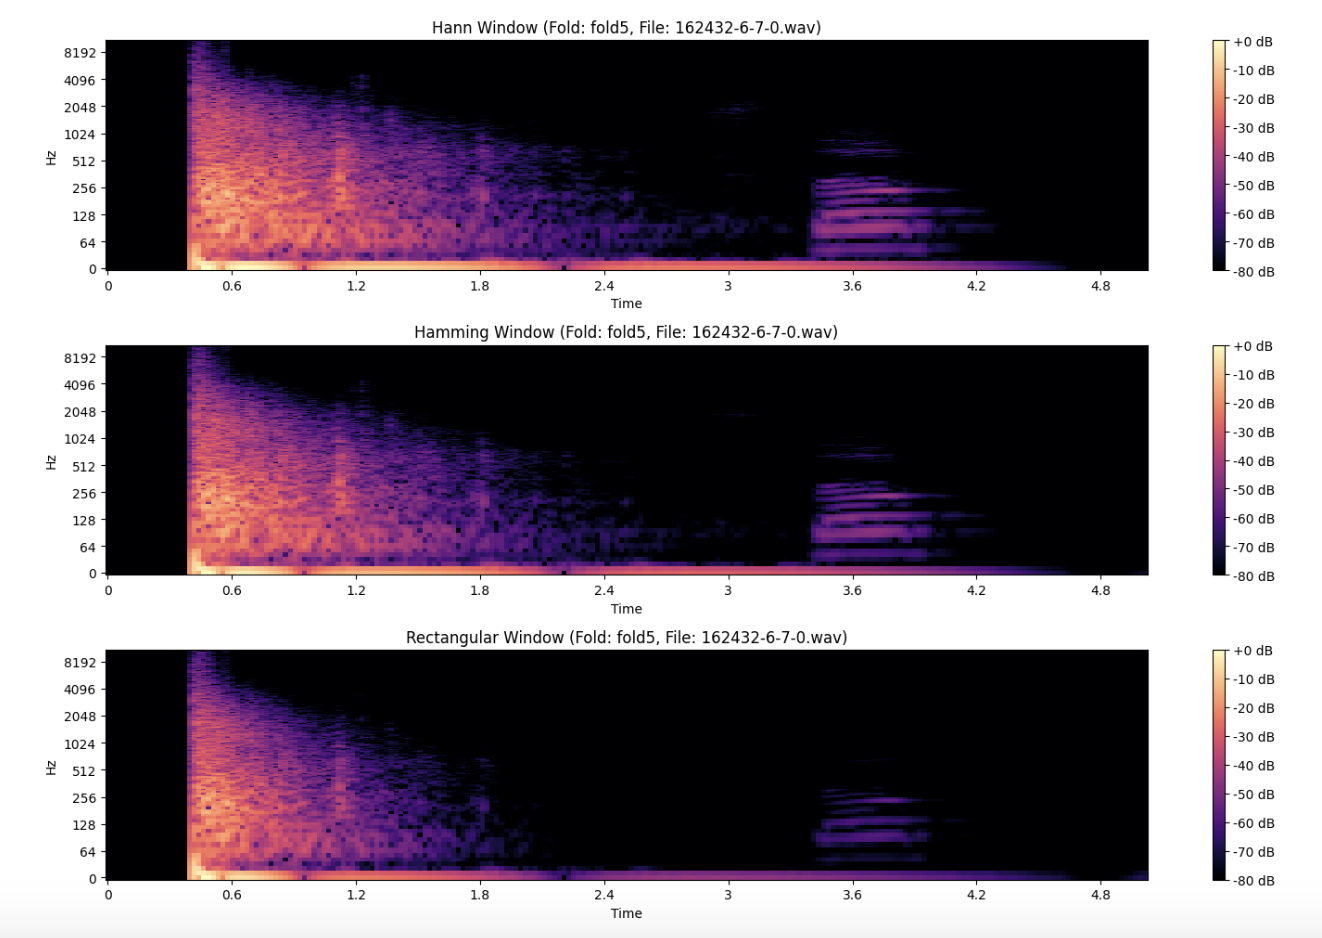 Hann Window (Fold: fold5, File: 162432-6-7-0.wav)
8192
4096
2048
1024
512
256
128
64
0
Hz
0 0.6 1.2 1.8 2.4 3 3.6 4.2 4.8
Time
+0 dB
-10 dB
-20 dB
-30 dB
-40 dB
-50 dB
-60 dB
-70 dB
-80 dB
Hamming Window (Fold: fold5, File: 162432-6-7-0.wav)
8192
4096
2048
1024
512
256
128
64
0
Hz
0 0.6 1.2 1.8 2.4 3 3.6 4.2 4.8
Time
+0 dB
-10 dB
-20 dB
-30 dB
-40 dB
-50 dB
-60 dB
-70 dB
-80 dB
Rectangular Window (Fold: fold5, File: 162432-6-7-0.wav)
8192
4096
2048
1024
512
256
128
64
0
Hz
0 0.6 1.2 1.8 2.4 3 3.6 4.2 4.8
Time
+0 dB
-10 dB
-20 dB
-30 dB
-40 dB
-50 dB
-60 dB
-70 dB
-80 dB